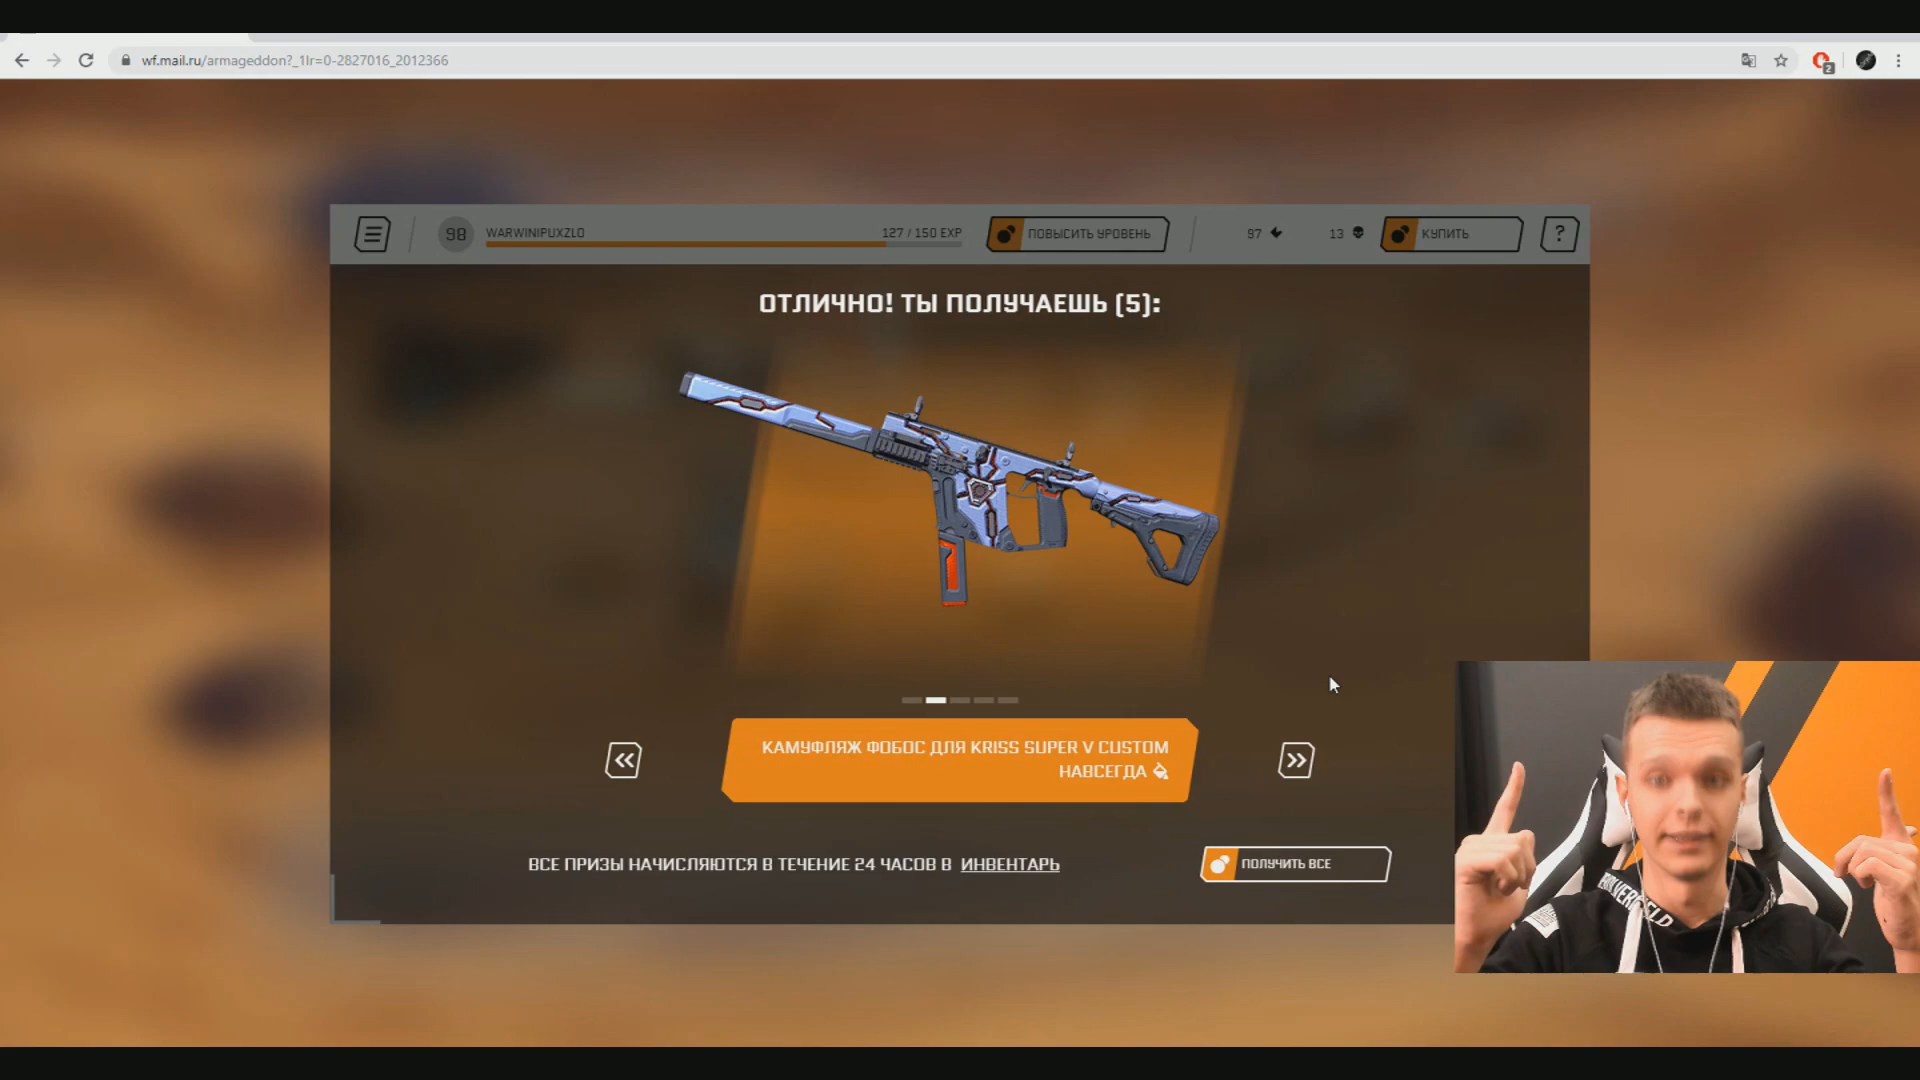 wf.mail.ru/armageddon?_1lr=0-2827016_2012366
2
98
WARWINIPUXZLO
127 / 150 EXP
ПОВЫСИТЬ УРОВЕНЬ
97
13
КУПИТЬ
?
ОТЛИЧНО! ТЫ ПОЛУЧАЕШЬ (5):
КАМУФЛЯЖ ФОБОС ДЛЯ KRISS SUPER V CUSTOM
НАВСЕГДА
ВСЕ ПРИЗЫ НАЧИСЛЯЮТСЯ В ТЕЧЕНИЕ 24 ЧАСОВ В ИНВЕНТАРЬ
ПОЛУЧИТЬ ВСЕ